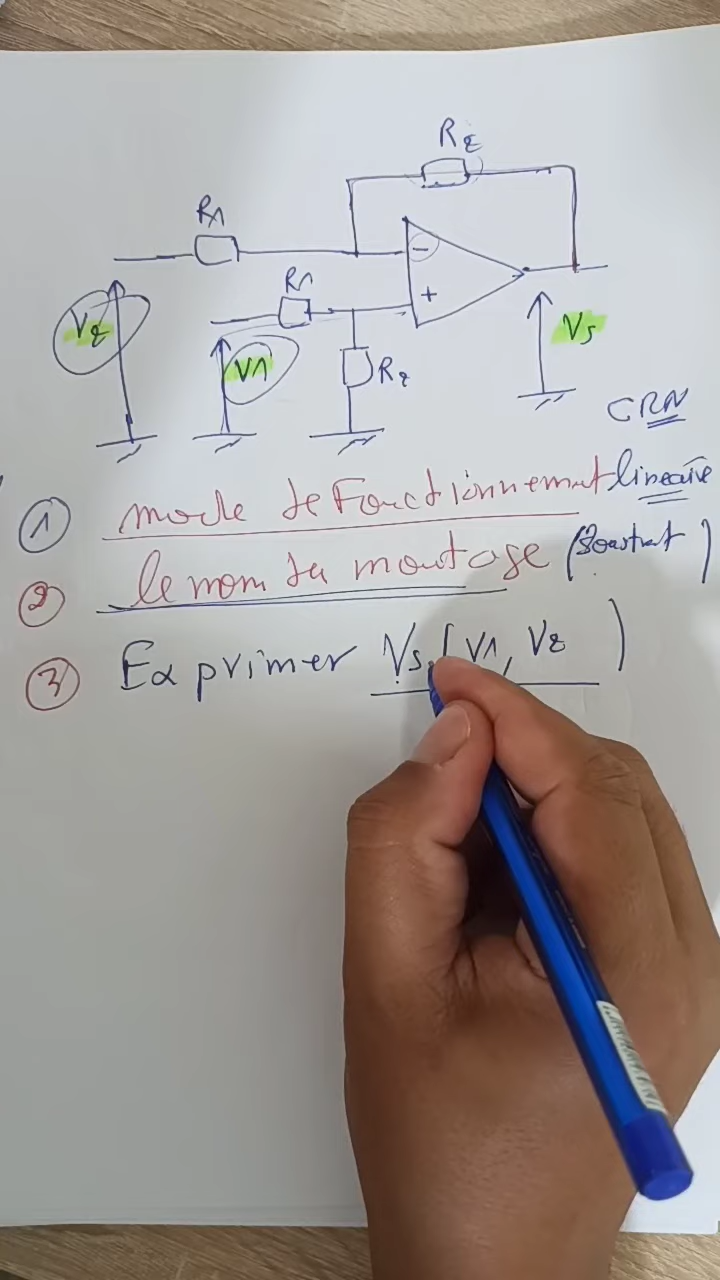 R2
R1
-
R1
+
V2
V1
R2
Vs
CRN
1 mode de Fonctionnement lineaire
2 le nom du montage (Soustract )
3 Exprimer Vs (V1, V2 )